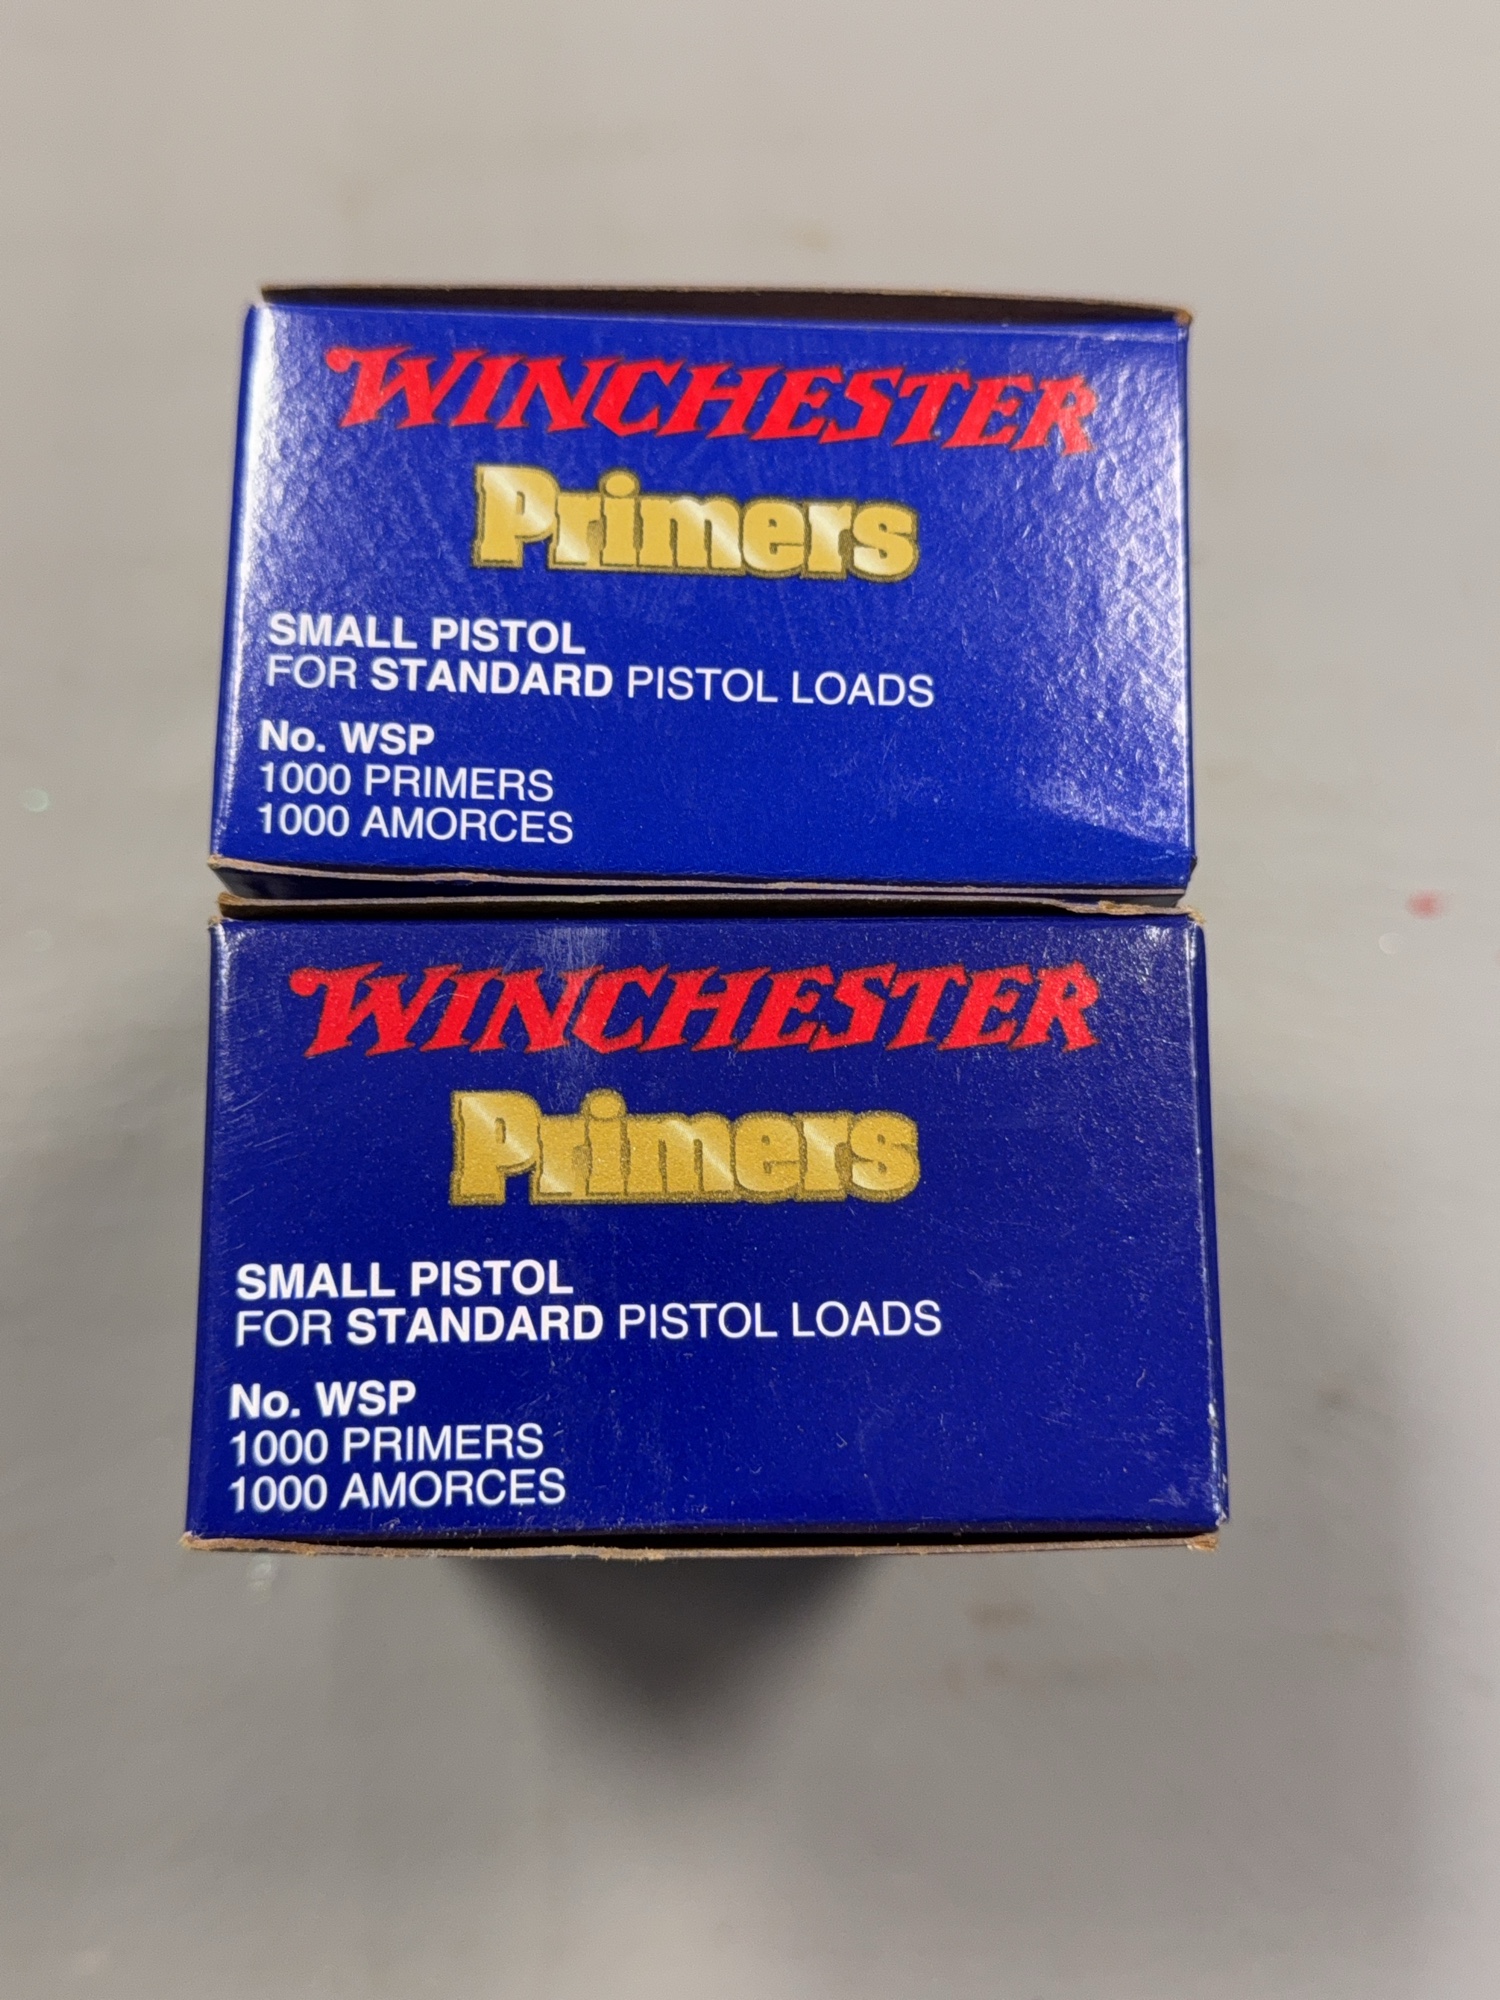 WINCHESTER
Primers
SMALL PISTOL
FOR STANDARD PISTOL LOADS
No. WSP
1000 PRIMERS
1000 AMORCES
WINCHESTER
Primers
SMALL PISTOL
FOR STANDARD PISTOL LOADS
No. WSP
1000 PRIMERS
1000 AMORCES